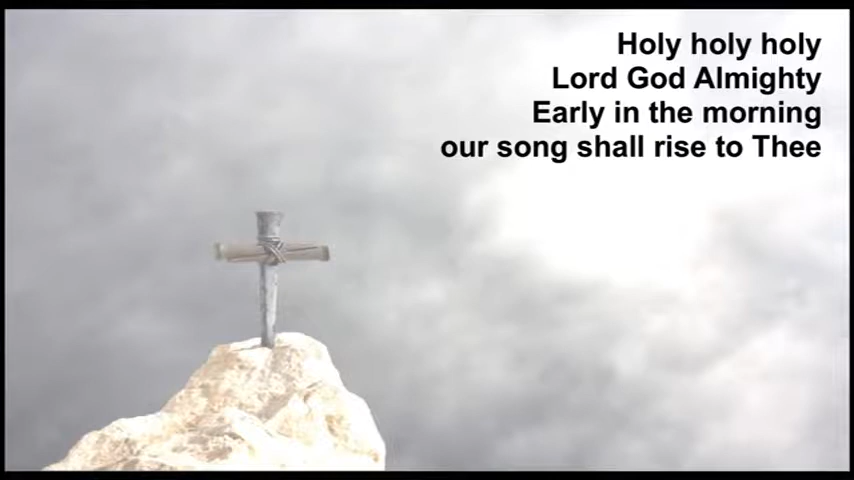 Holy holy holy
Lord God Almighty
Early in the morning
our song shall rise to Thee